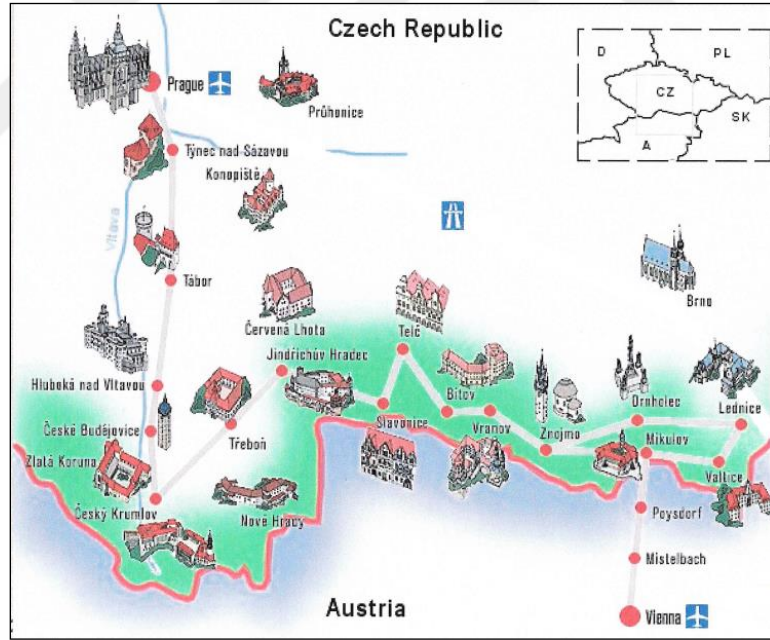 Czech Republic
D
PL
CZ
SK
A
Prague
Průhonice
Týnec nad Sázavou
Konopiště
Vltava
Tábor
Brno
Červená Lhota
Telč
Jindřichův Hradec
Hluboká nad Vltavou
Bítov
Drnholec
Lednice
České Budějovice
Třeboň
Slavonice
Vranov
Znojmo
Mikulov
Zlatá Koruna
Valtice
Český Krumlov
Nové Hrady
Poysdorf
Mistelbach
Austria
Vienna